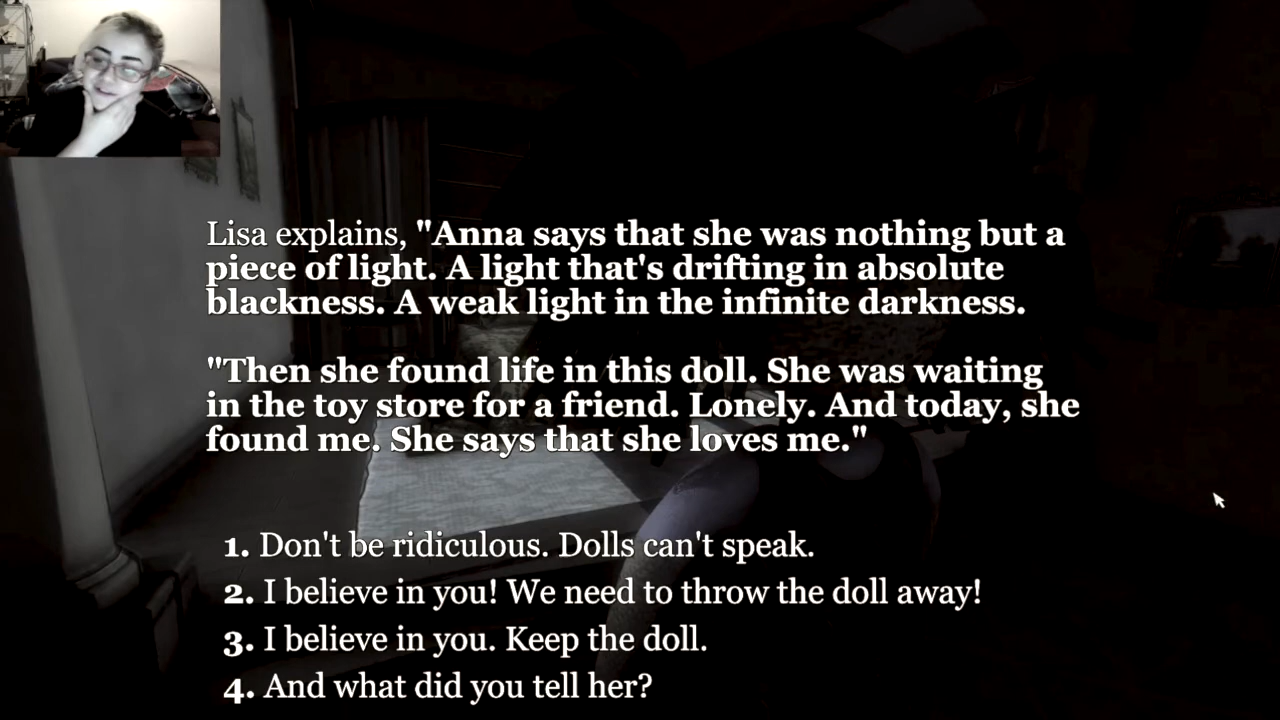 Lisa explains, "Anna says that she was nothing but a
piece of light. A light that's drifting in absolute
blackness. A weak light in the infinite darkness.
"Then she found life in this doll. She was waiting
in the toy store for a friend. Lonely. And today, she
found me. She says that she loves me."
1. Don't be ridiculous. Dolls can't speak.
2. I believe in you! We need to throw the doll away!
3. I believe in you. Keep the doll.
4. And what did you tell her?